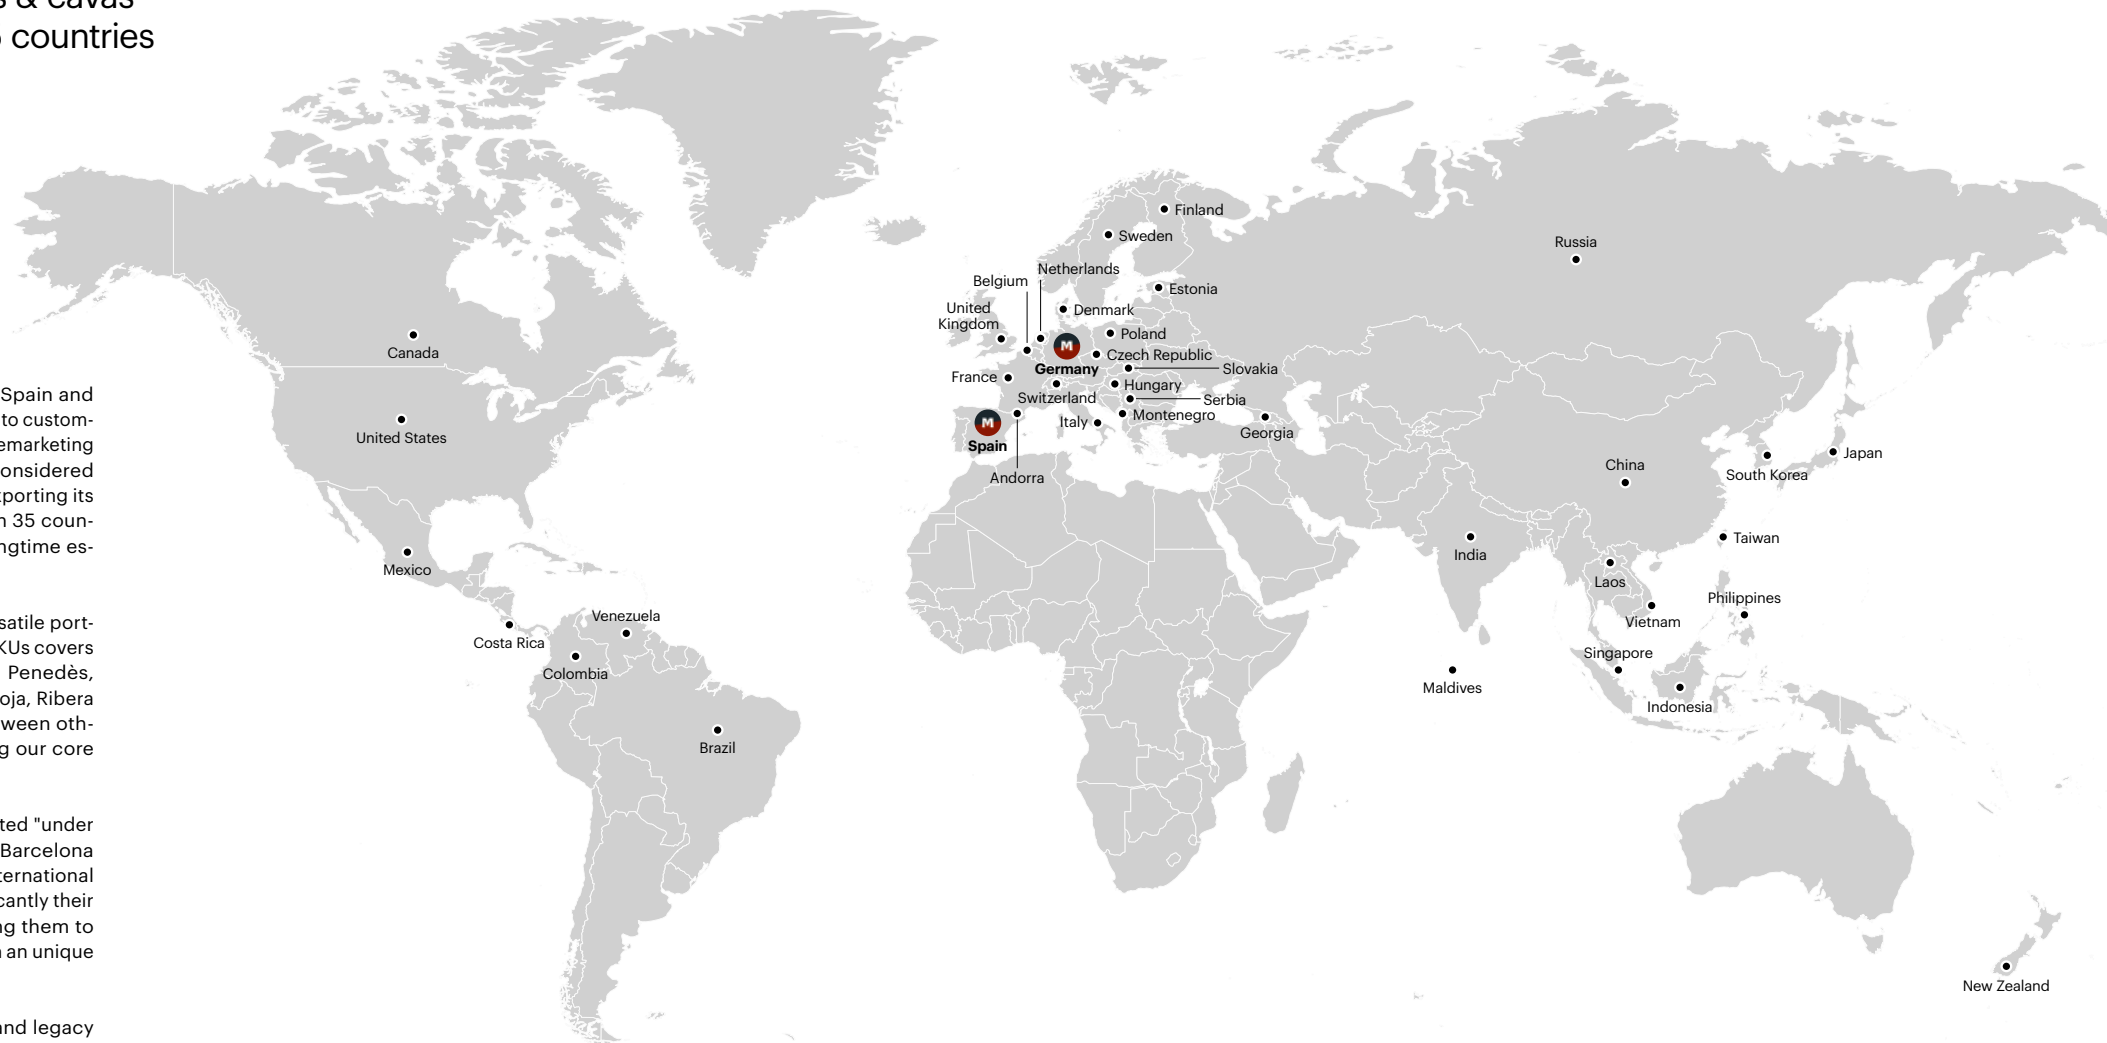 & cavas
countries
Spain and
to custom-
emarketing
onsidered
porting its
35 coun-
ngtime es-
satile port-
KUs covers
Penedès,
oja, Ribera
ween oth-
g our core
ted "under
Barcelona
ternational
cantly their
ng them to
an unique
and legacy
Finland
Sweden
Russia
Netherlands
Belgium
Estonia
United
Kingdom
Denmark
Poland
M
Czech Republic
Canada
Germany
Slovakia
France
Hungary
Switzerland
Serbia
Montenegro
M
Italy
Georgia
United States
Spain
Japan
China
South Korea
Andorra
Taiwan
India
Mexico
Laos
Philippines
Venezuela
Vietnam
Costa Rica
Singapore
Colombia
Maldives
Indonesia
Brazil
New Zealand